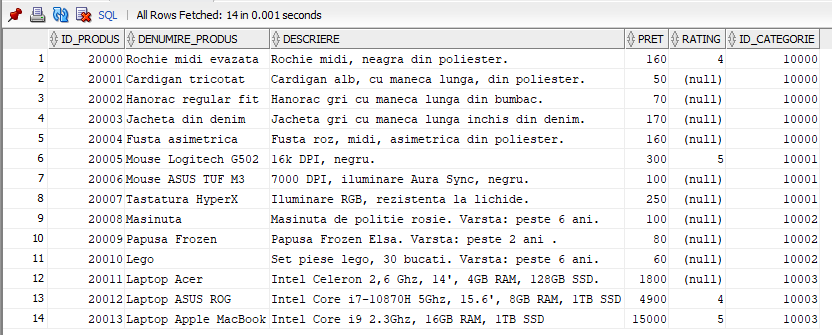 SQL | All Rows Fetched: 14 in 0.001 seconds
ID_PRODUS DENUMIRE_PRODUS DESCRIERE PRET RATING ID_CATEGORIE
1 20000 Rochie midi evazata Rochie midi, neagra din poliester. 160 4 10000
2 20001 Cardigan tricotat Cardigan alb, cu maneca lunga, din poliester. 50 (null) 10000
3 20002 Hanorac regular fit Hanorac gri cu maneca lunga din bumbac. 70 (null) 10000
4 20003 Jacheta din denim Jacheta gri cu maneca lunga inchis din denim. 170 (null) 10000
5 20004 Fusta asimetrica Fusta roz, midi, asimetrica din poliester. 160 (null) 10000
6 20005 Mouse Logitech G502 16k DPI, negru. 300 5 10001
7 20006 Mouse ASUS TUF M3 7000 DPI, iluminare Aura Sync, negru. 100 (null) 10001
8 20007 Tastatura HyperX Iluminare RGB, rezistenta la lichide. 250 (null) 10001
9 20008 Masinuta Masinuta de politie rosie. Varsta: peste 6 ani. 100 (null) 10002
10 20009 Papusa Frozen Papusa Frozen Elsa. Varsta: peste 2 ani . 80 (null) 10002
11 20010 Lego Set piese lego, 30 bucati. Varsta: peste 6 ani. 60 (null) 10002
12 20011 Laptop Acer Intel Celeron 2,6 Ghz, 14', 4GB RAM, 128GB SSD. 1800 (null) 10003
13 20012 Laptop ASUS ROG Intel Core i7-10870H 5Ghz, 15.6', 8GB RAM, 1TB SSD 4900 4 10003
14 20013 Laptop Apple MacBook Intel Core i9 2.3Ghz, 16GB RAM, 1TB SSD 15000 5 10003